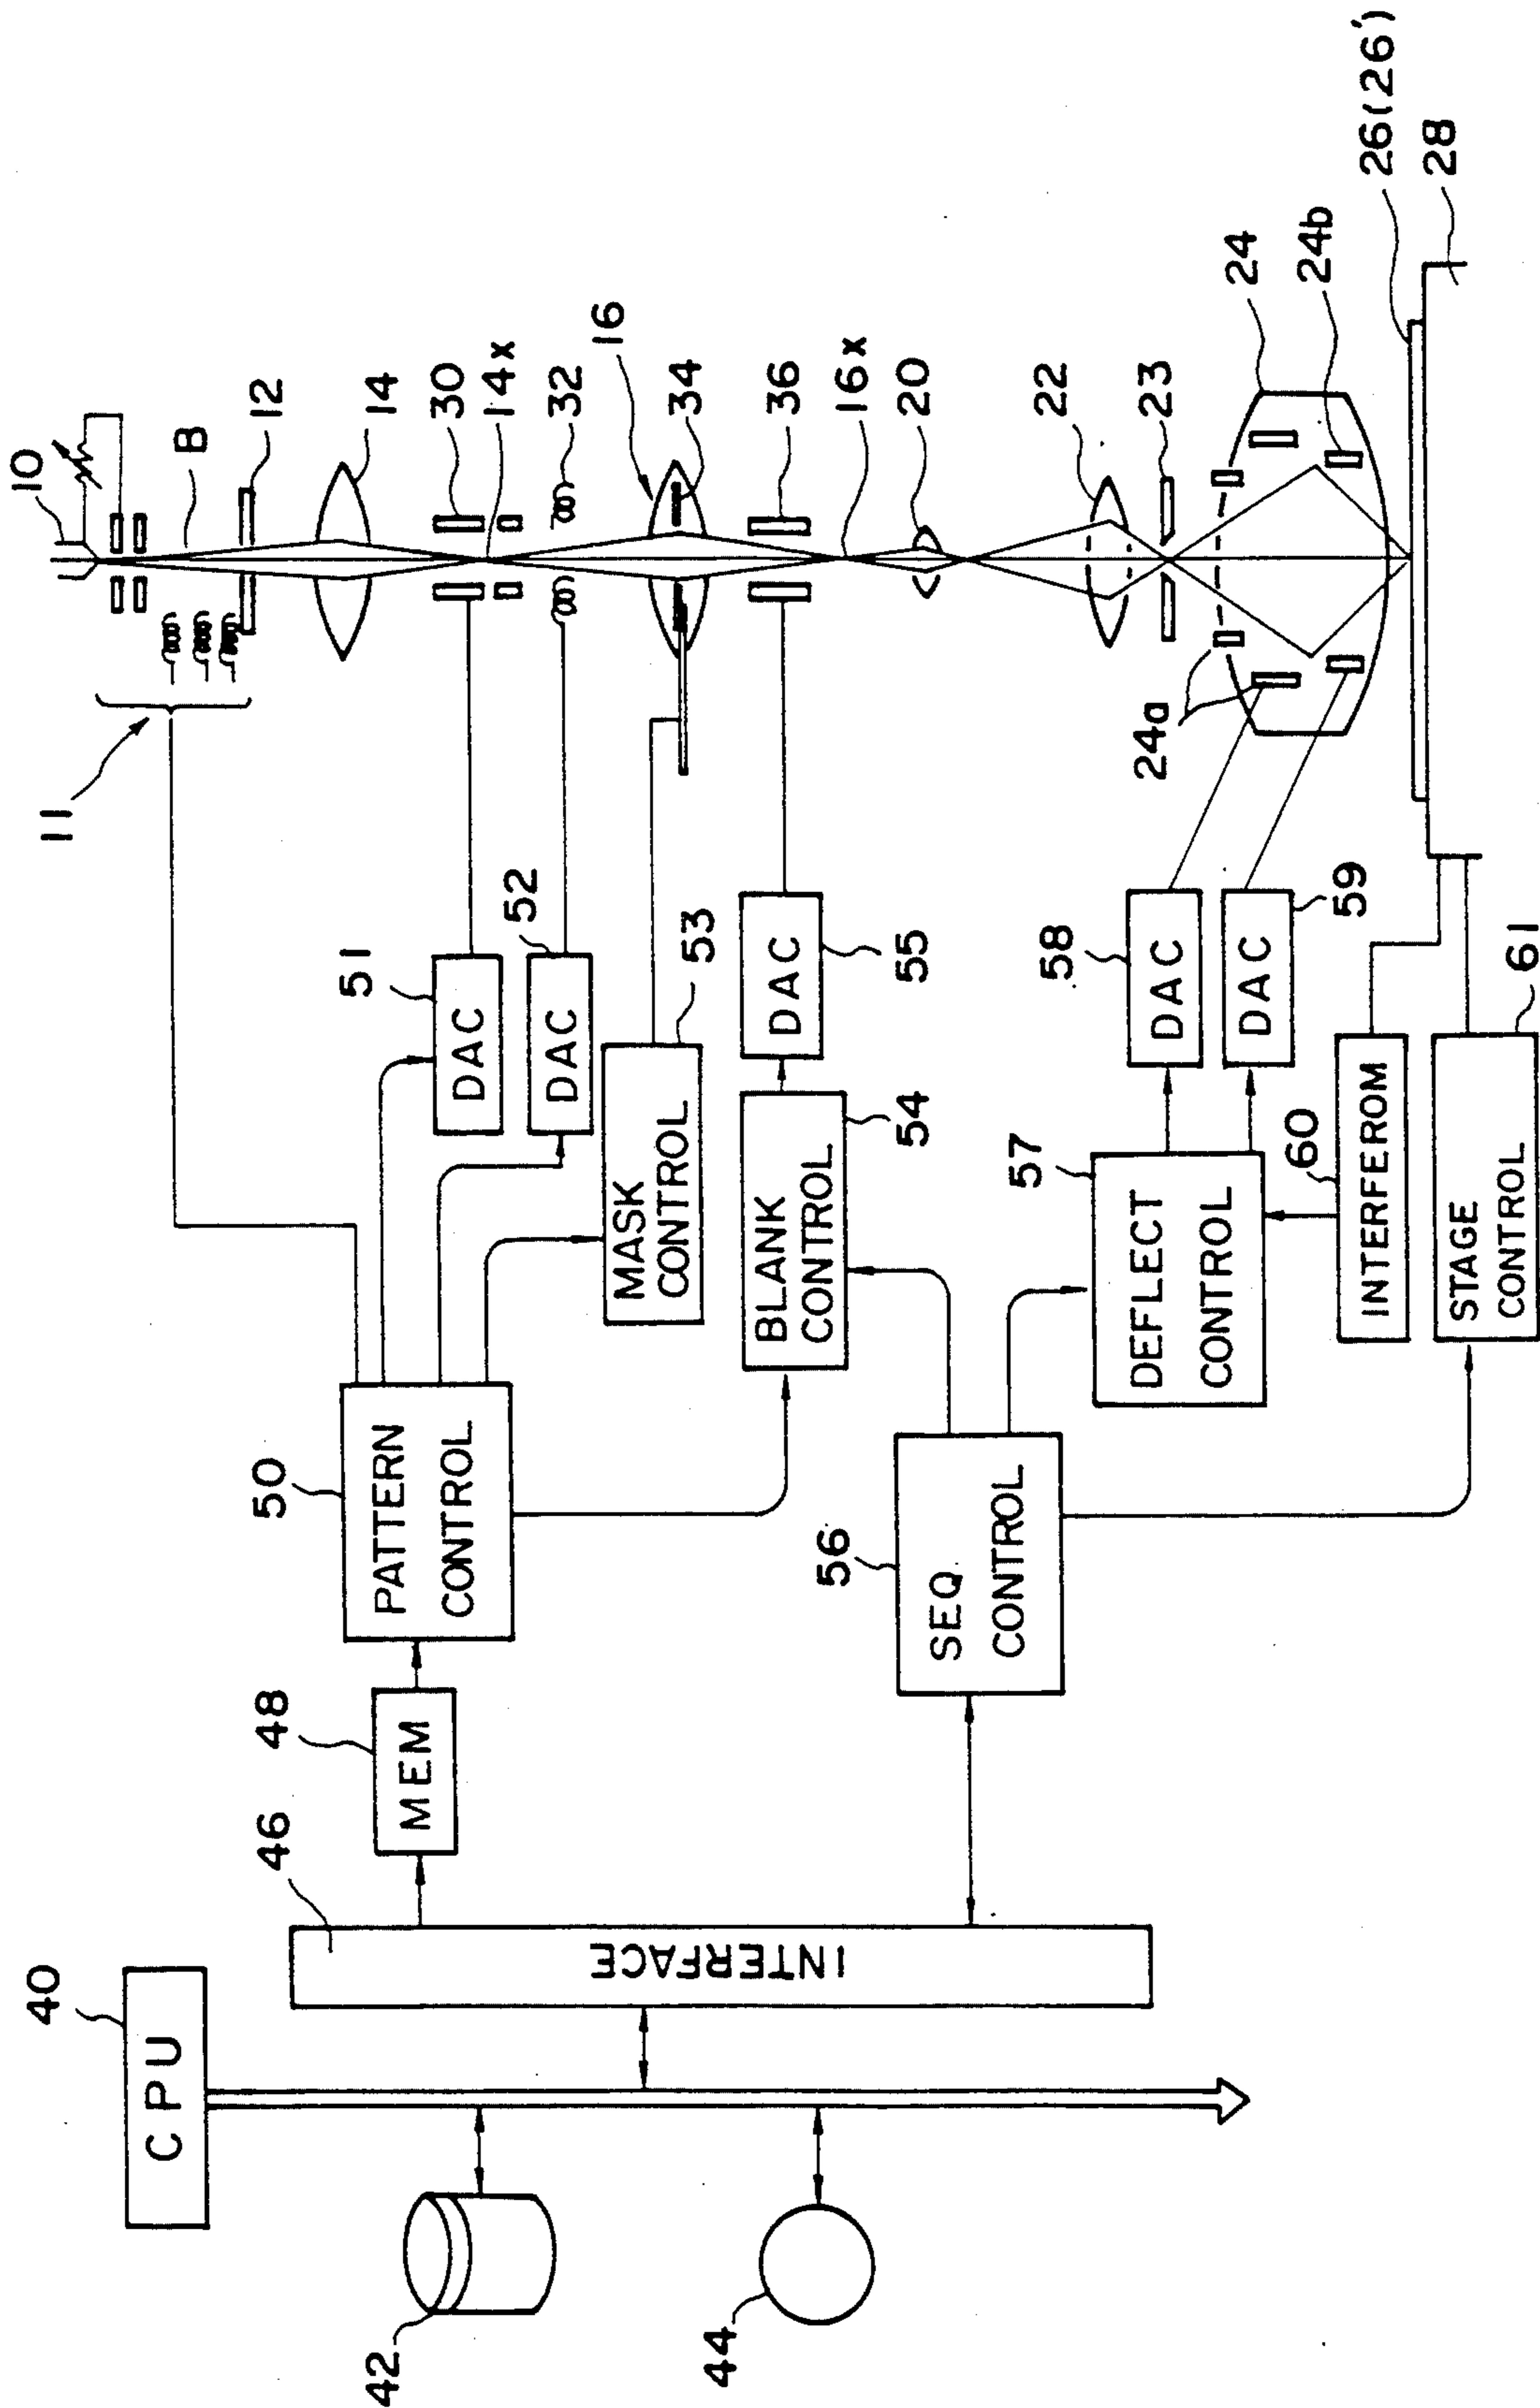 CPU
40
42
44
INTERFACE
46
MEM
48
PATTERN
CONTROL
50
SEQ
CONTROL
56
11
DAC
51
DAC
52
MASK
CONTROL
53
BLANK
CONTROL
54
DAC
55
DEFLECT
CONTROL
57
DAC
58
DAC
59
INTERFEROM
60
STAGE
CONTROL
61
10
B
12
14
30
14x
32
16
34
36
16x
20
22
23
24
24a
24b
26(26')
28